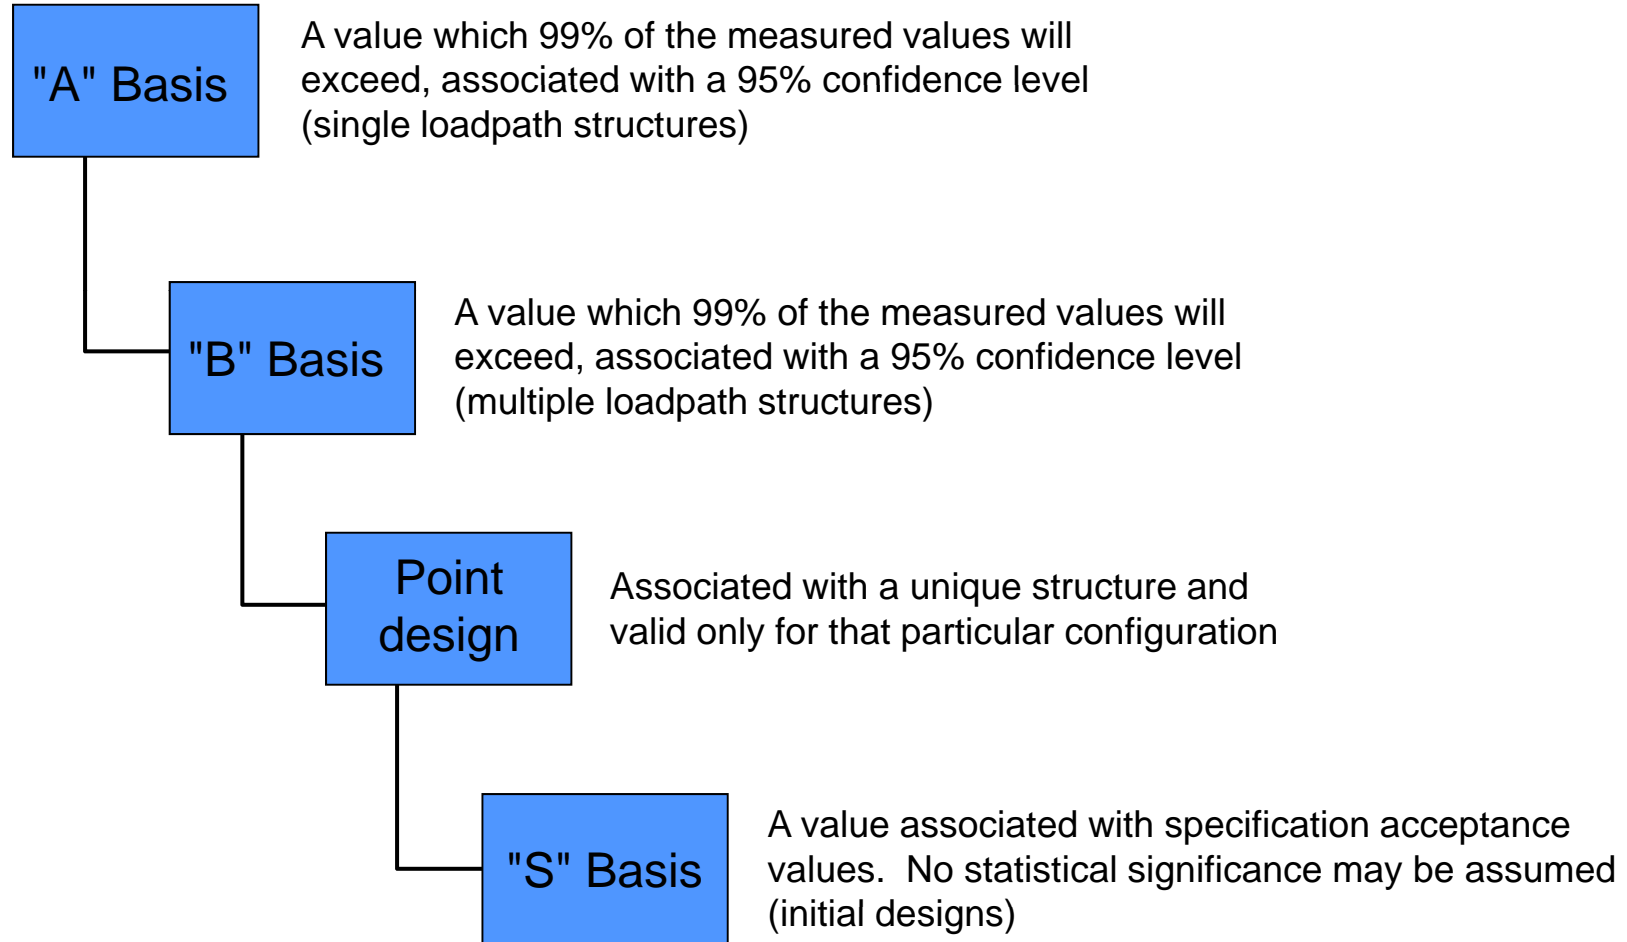 "A" Basis
A value which 99% of the measured values will
exceed, associated with a 95% confidence level
(single loadpath structures)
"B" Basis
A value which 99% of the measured values will
exceed, associated with a 95% confidence level
(multiple loadpath structures)
Point
design
Associated with a unique structure and
valid only for that particular configuration
"S" Basis
A value associated with specification acceptance
values.  No statistical significance may be assumed
(initial designs)